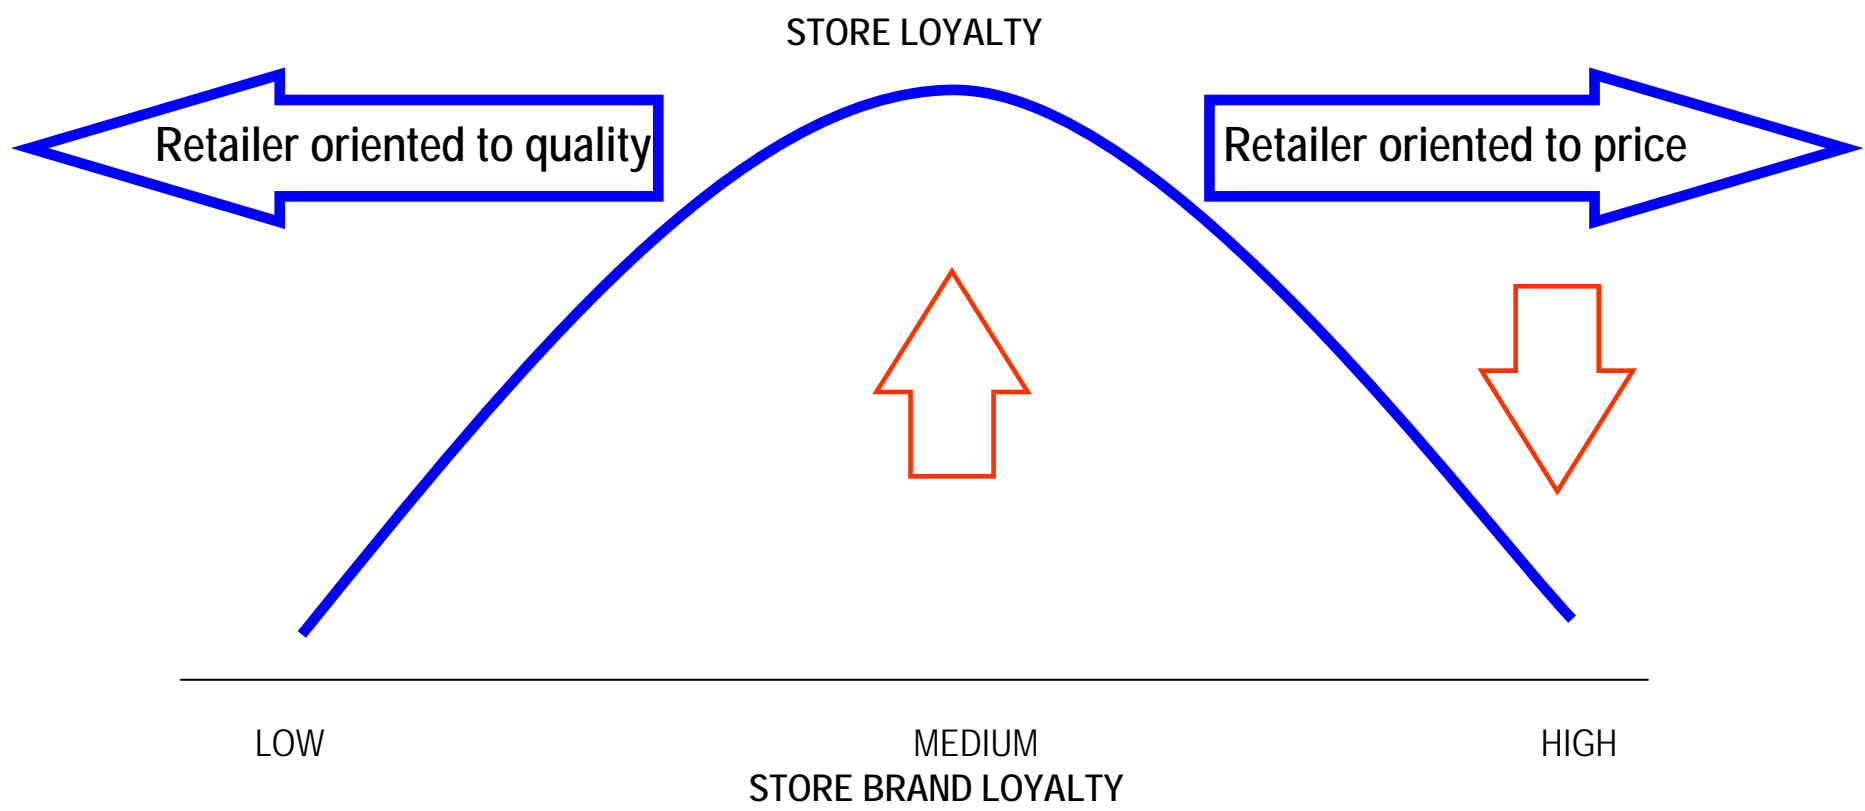 STORE LOYALTY
Retailer oriented to quality
Retailer oriented to price
LOW
MEDIUM
HIGH
STORE BRAND LOYALTY